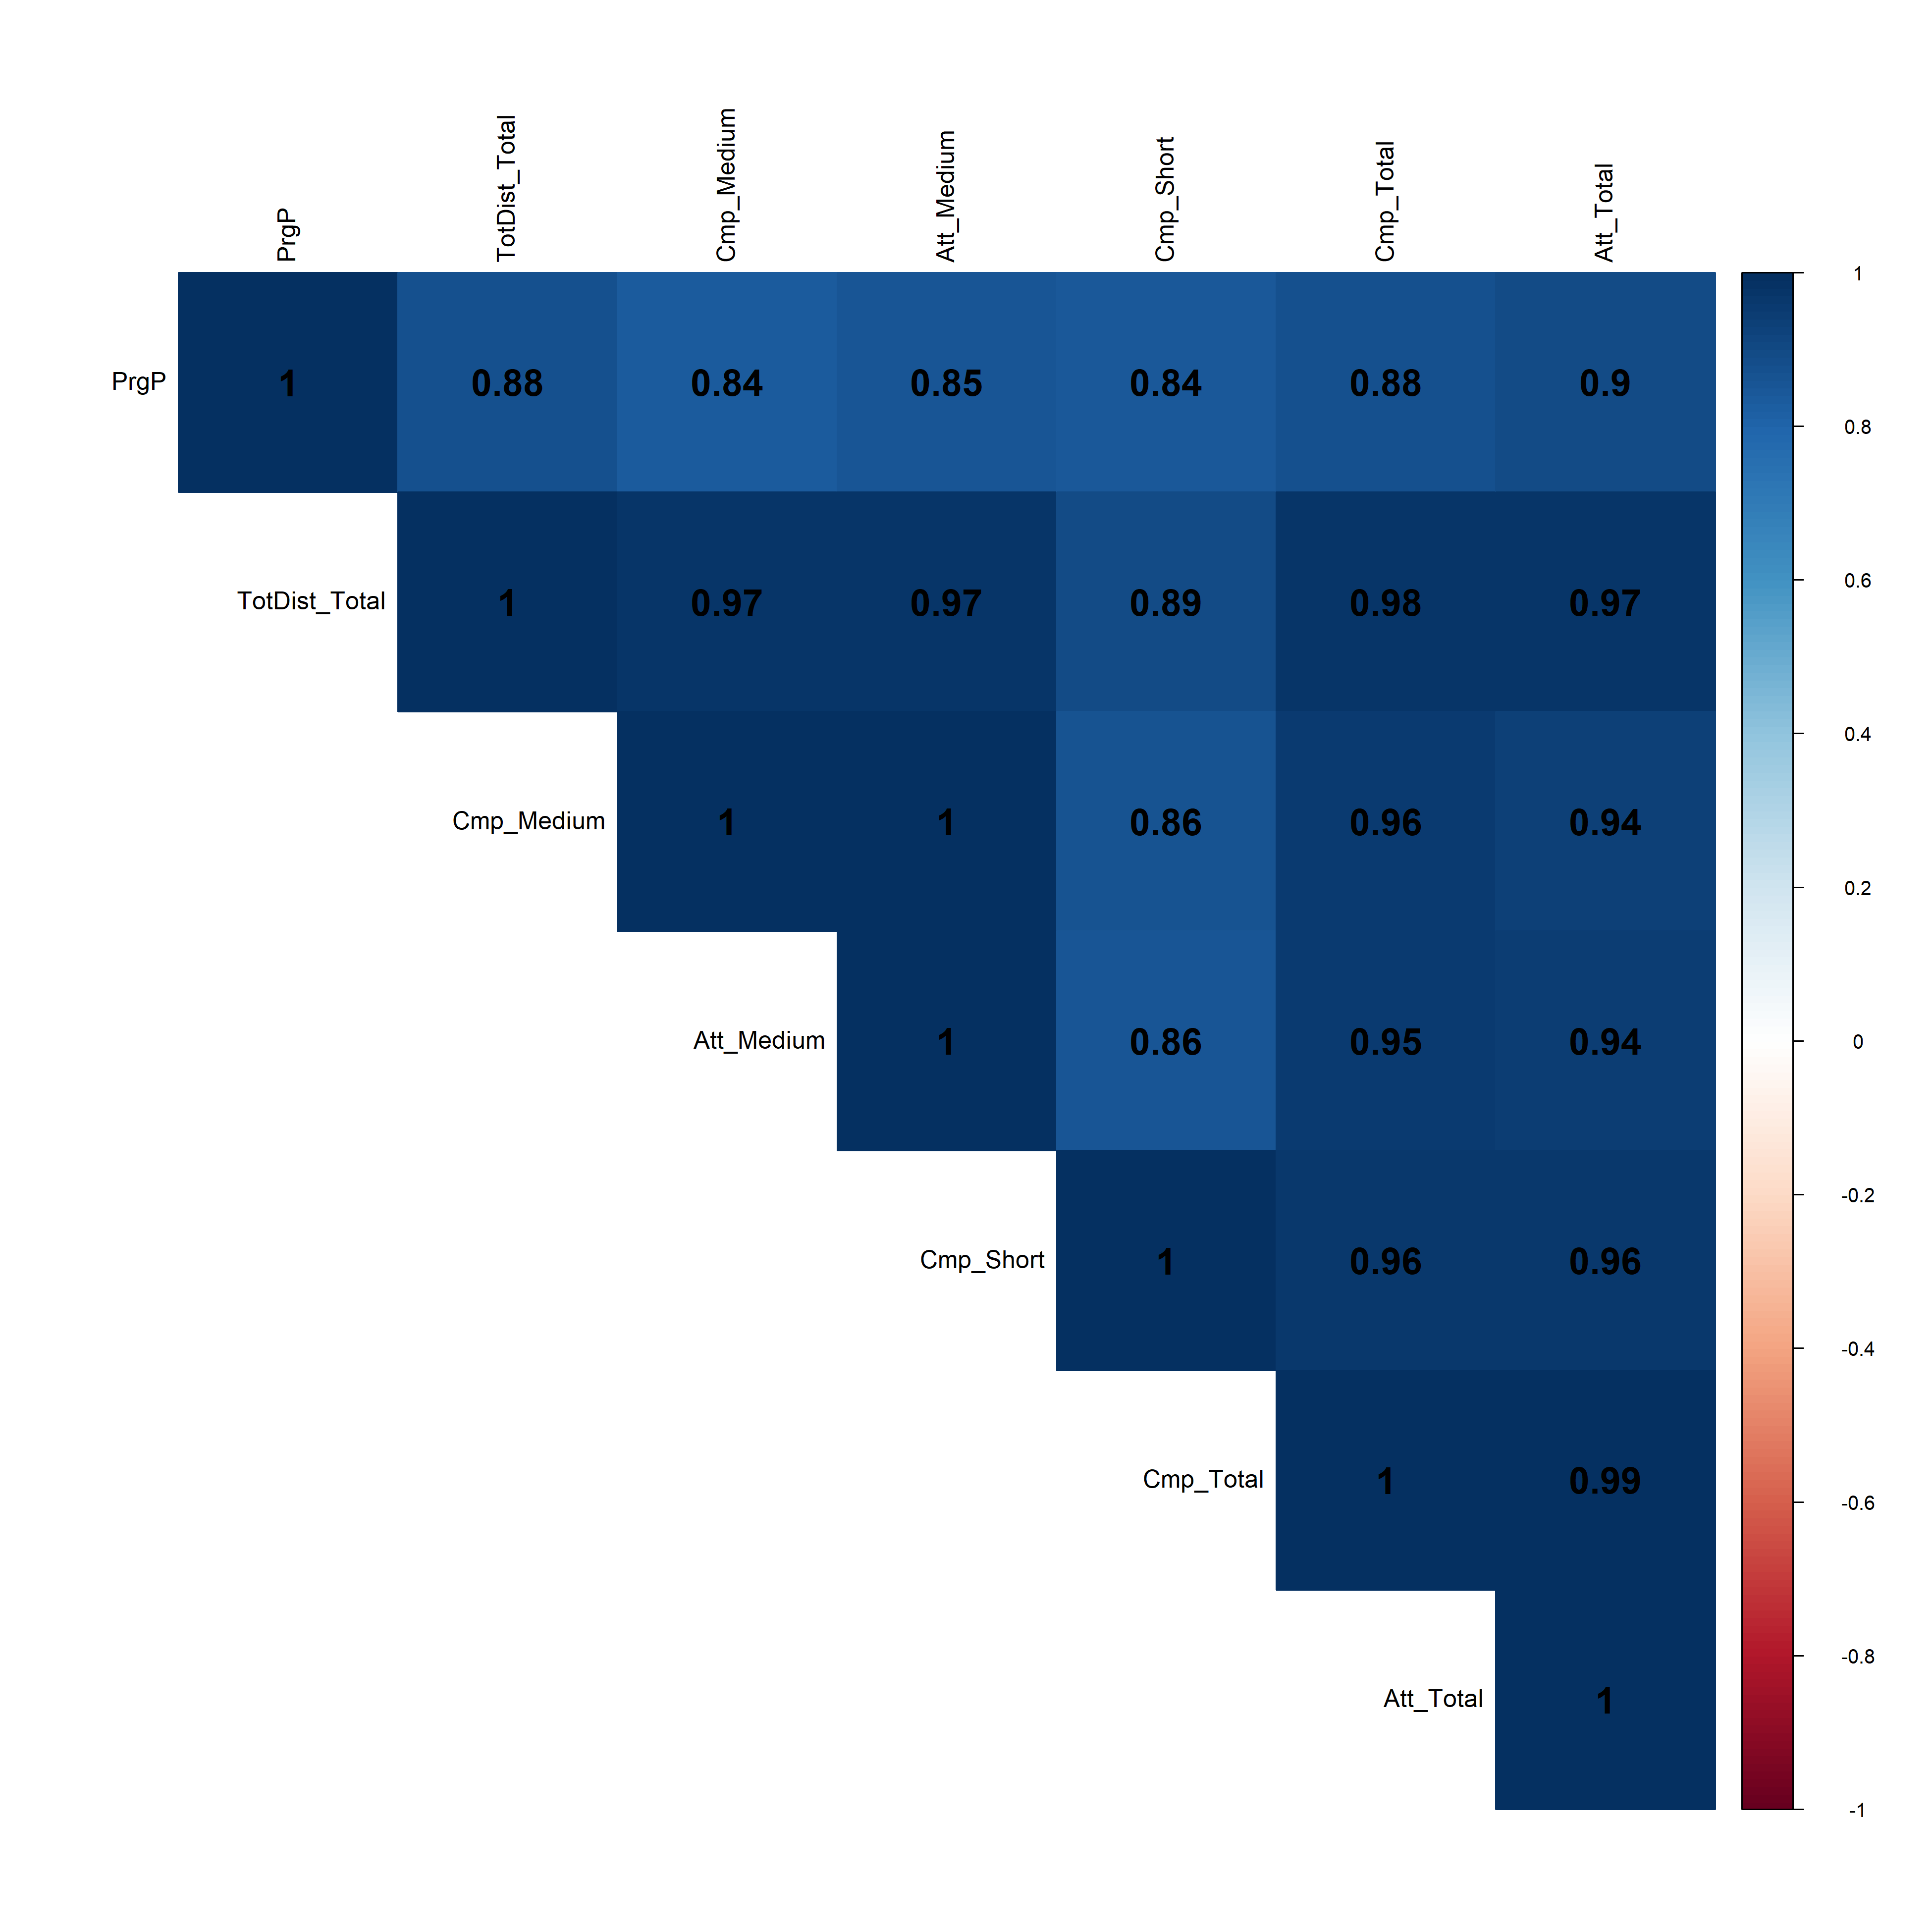 PrgP
TotDist_Total
Cmp_Medium
Att_Medium
Cmp_Short
Cmp_Total
Att_Total
PrgP 1 0.88 0.84 0.85 0.84 0.88 0.9
TotDist_Total 1 0.97 0.97 0.89 0.98 0.97
Cmp_Medium 1 1 0.86 0.96 0.94
Att_Medium 1 0.86 0.95 0.94
Cmp_Short 1 0.96 0.96
Cmp_Total 1 0.99
Att_Total 1
1
0.8
0.6
0.4
0.2
0
-0.2
-0.4
-0.6
-0.8
-1